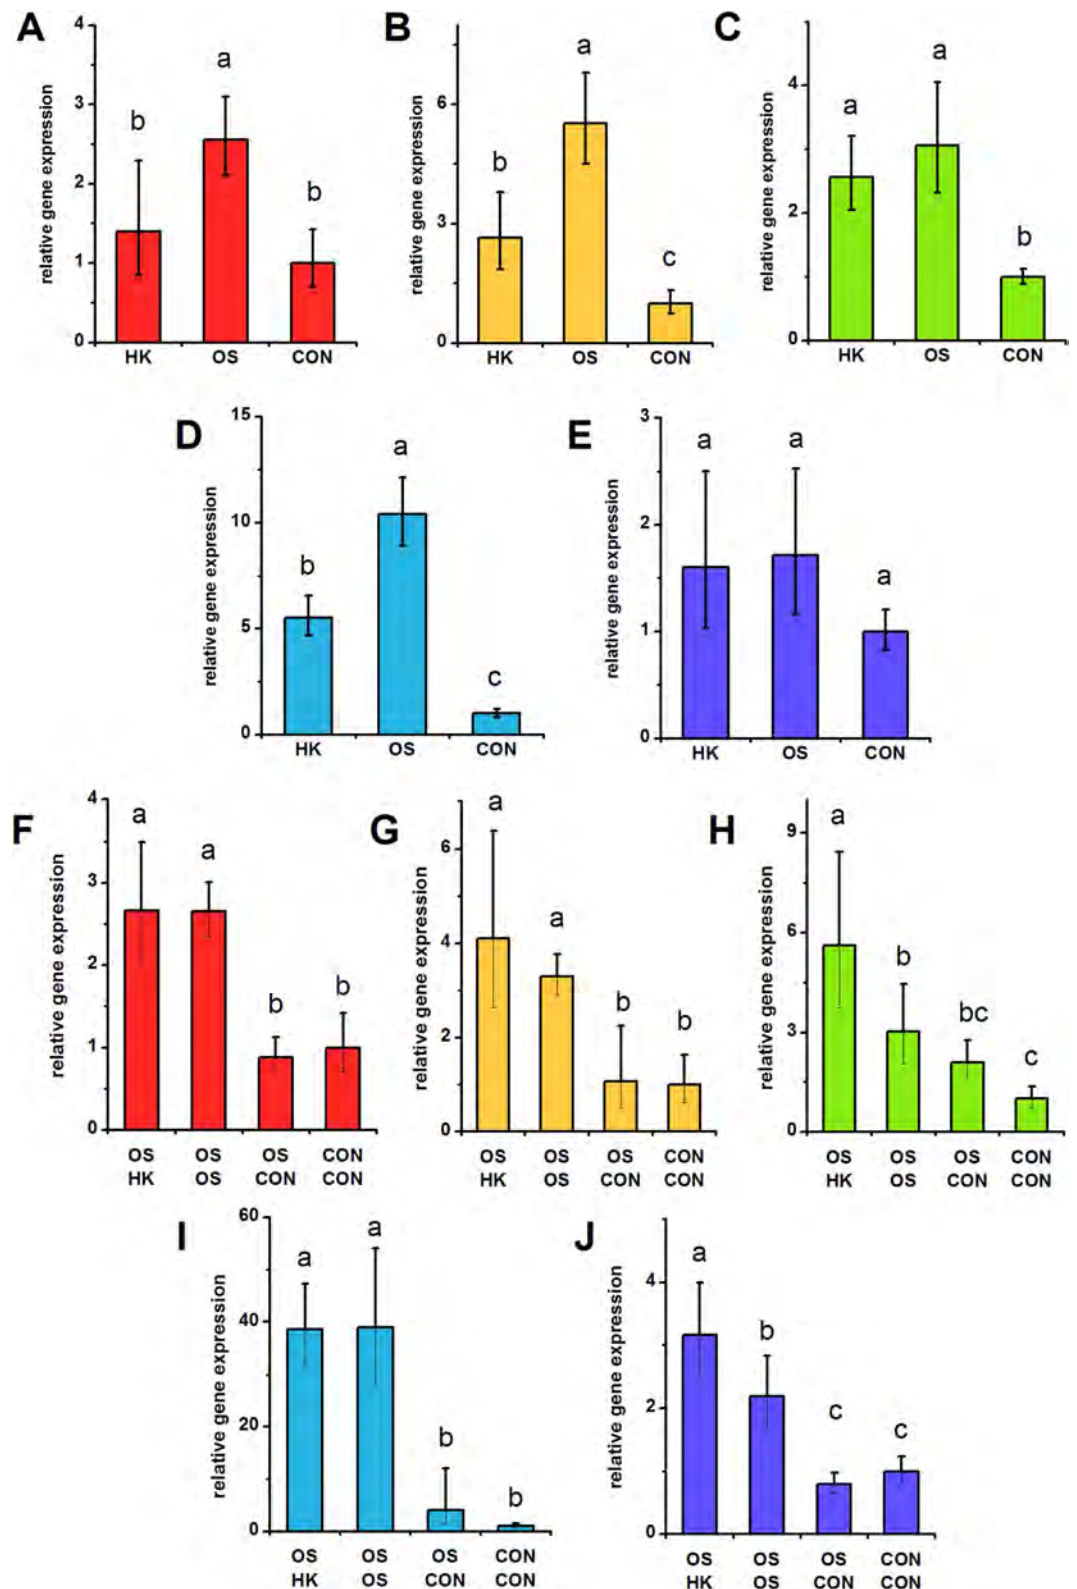 A
relative gene expression
4
3
2
1
0
b
a
b
HK OS CON
B
relative gene expression
6
3
0
b
a
c
HK OS CON
C
relative gene expression
4
2
0
a
a
b
HK OS CON
D
relative gene expression
15
10
5
0
b
a
c
HK OS CON
E
relative gene expression
3
2
1
0
a
a
a
HK OS CON
F
relative gene expression
4
3
2
1
0
a
a
b
b
OS OS OS CON
HK OS CON CON
G
relative gene expression
6
4
2
0
a
a
b
b
OS OS OS CON
HK OS CON CON
H
relative gene expression
9
6
3
0
a
b
bc
c
OS OS OS CON
HK OS CON CON
I
relative gene expression
60
40
20
0
a
a
b
b
OS OS OS CON
HK OS CON CON
J
relative gene expression
4
2
0
a
b
c
c
OS OS OS CON
HK OS CON CON